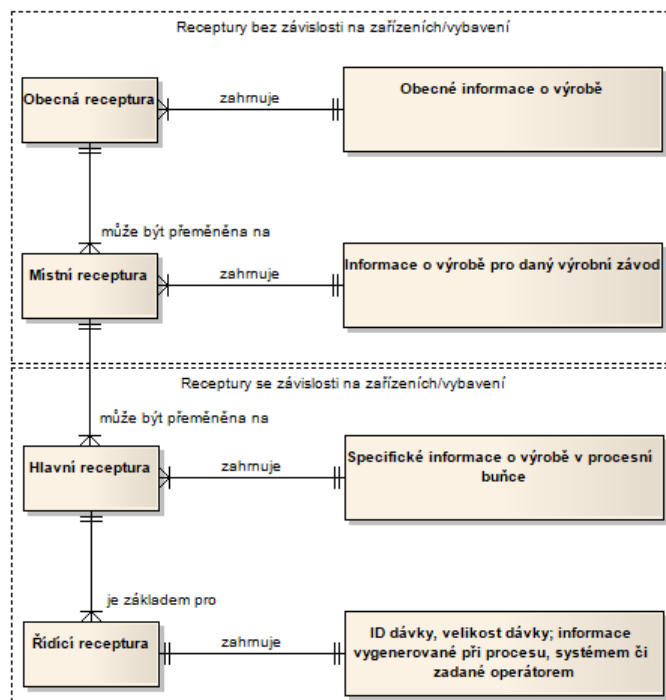 Receptury bez závislosti na zařízeních/vybavení
Obecná receptura
zahrnuje
Obecné informace o výrobě
může být přeměněna na
Místní receptura
zahrnuje
Informace o výrobě pro daný výrobní závod
Receptury se závislosti na zařízeních/vybavení
může být přeměněna na
Hlavní receptura
zahrnuje
Specifické informace o výrobě v procesní
buňce
je základem pro
Řídící receptura
zahrnuje
ID dávky, velikost dávky; informace
vygenerované při procesu, systémem či
zadané operátorem